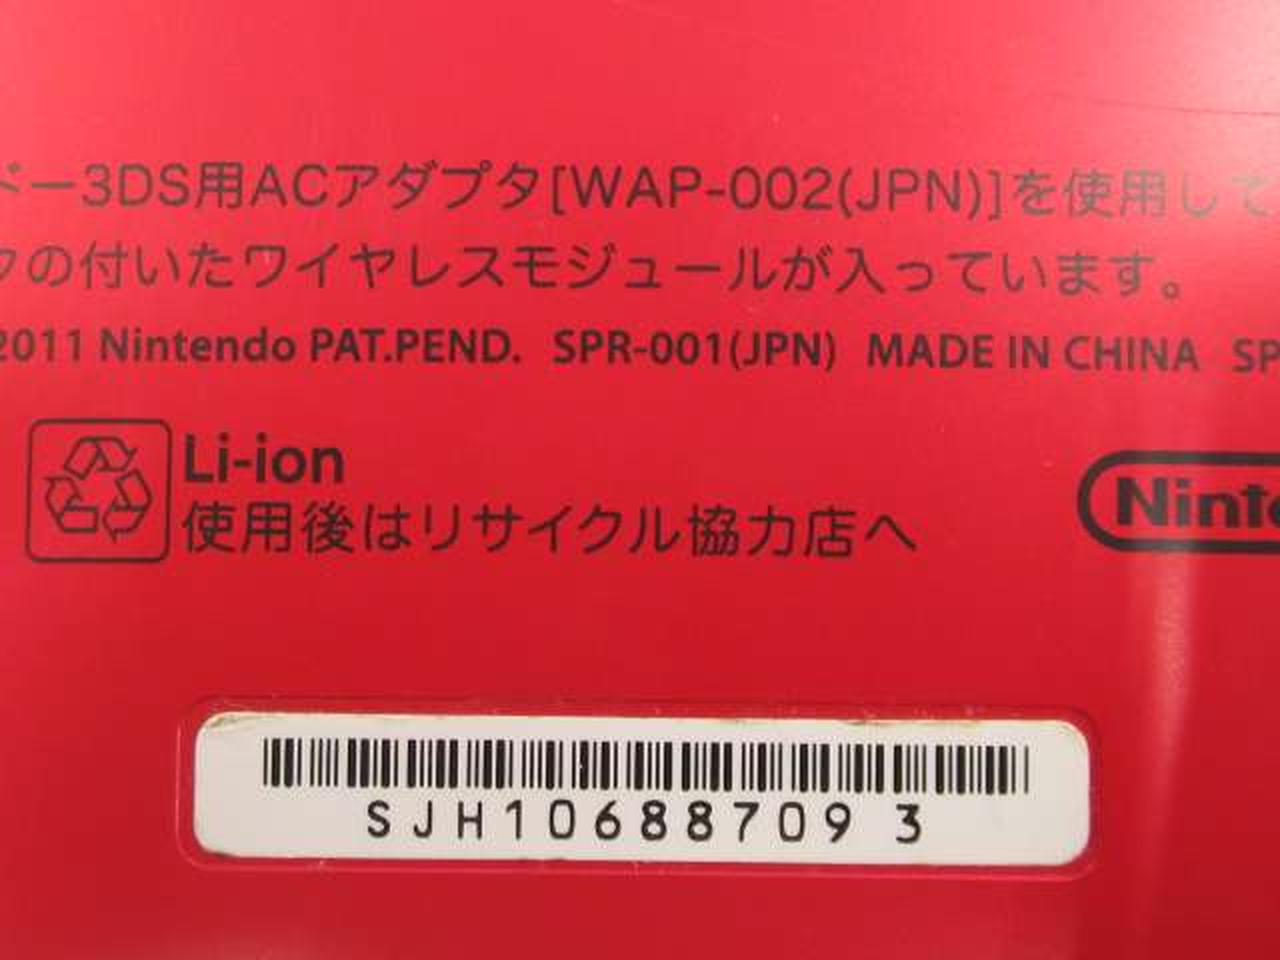 ドー3DS用ACアダプタ[WAP-002(JPN)]を使用して
クの付いたワイヤレスモジュールが入っています。
2011 Nintendo PAT.PEND. SPR-001(JPN) MADE IN CHINA SP
Li-ion
使用後はリサイクル協力店へ
Ninte
SJH10688709 3